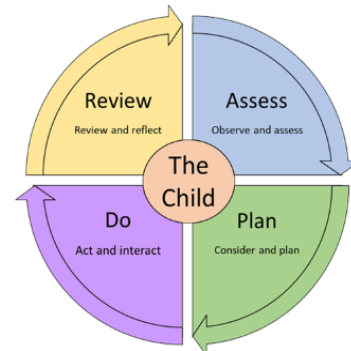 Review
Review and reflect
Assess
Observe and assess
The
Child
Do
Act and interact
Plan
Consider and plan